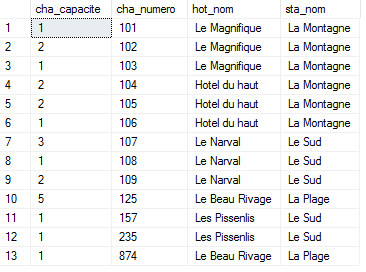 cha_capacite cha_numero hot_nom sta_nom
1 1 101 Le Magnifique La Montagne
2 2 102 Le Magnifique La Montagne
3 1 103 Le Magnifique La Montagne
4 2 104 Hotel du haut La Montagne
5 2 105 Hotel du haut La Montagne
6 1 106 Hotel du haut La Montagne
7 3 107 Le Narval Le Sud
8 1 108 Le Narval Le Sud
9 2 109 Le Narval Le Sud
10 5 125 Le Beau Rivage La Plage
11 1 157 Les Pissenlis Le Sud
12 1 235 Les Pissenlis Le Sud
13 1 874 Le Beau Rivage La Plage